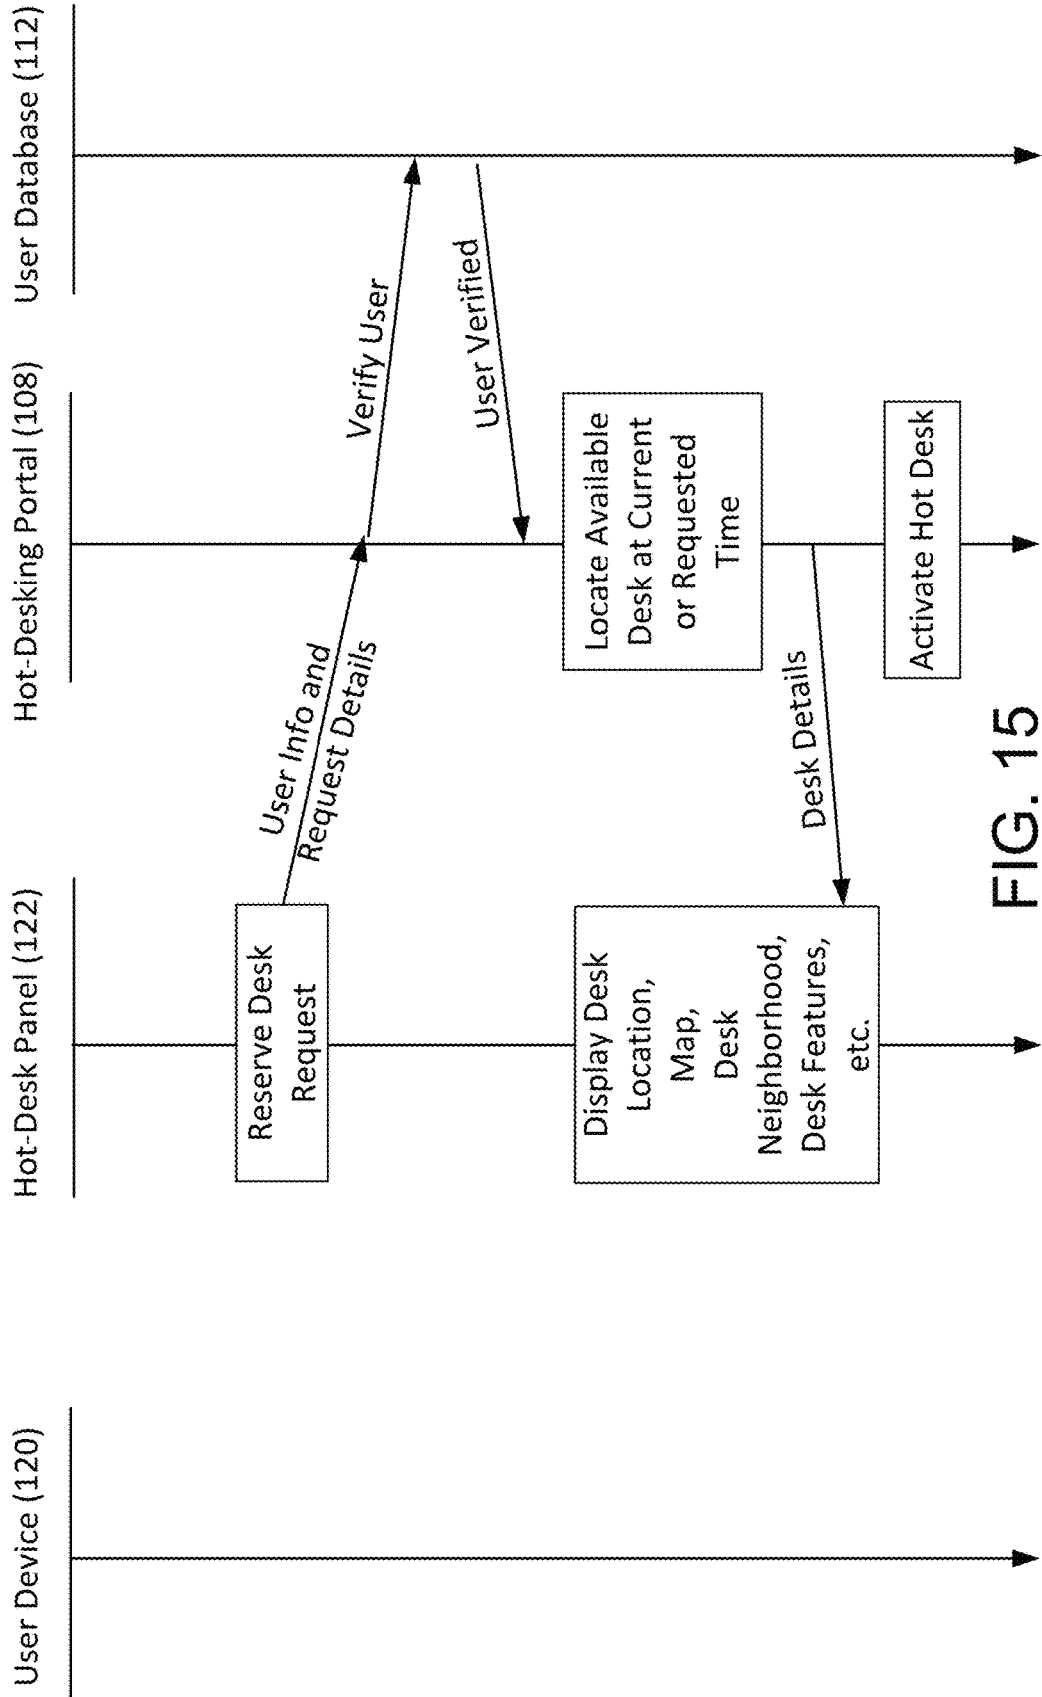 User Device (120)
Hot-Desk Panel (122)
Hot-Desking Portal (108)
User Database (112)
Reserve Desk
Request
User Info and
Request Details
Verify User
User Verified
Locate Available
Desk at Current
or Requested
Time
Display Desk
Location,
Map,
Desk
Neighborhood,
Desk Features,
etc.
Desk Details
Activate Hot Desk
FIG. 15